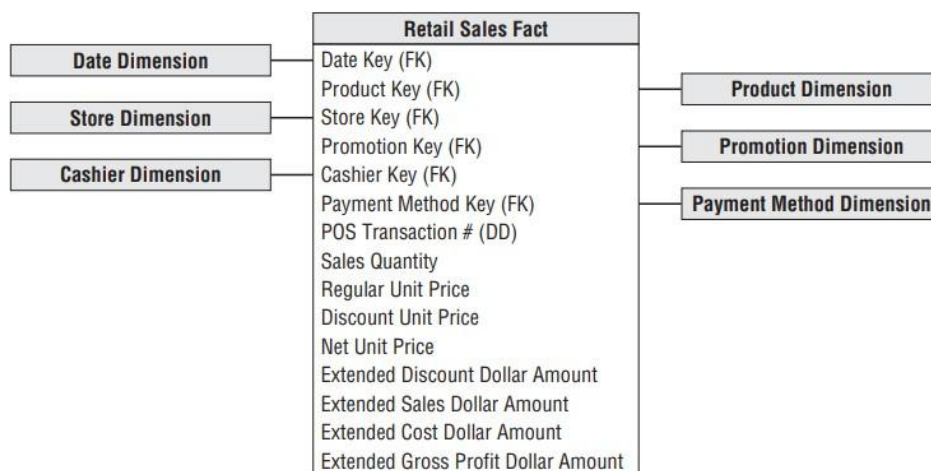 Retail Sales Fact
Date Dimension
Date Key (FK)
Product Key (FK)
Product Dimension
Store Dimension
Store Key (FK)
Promotion Key (FK)
Promotion Dimension
Cashier Dimension
Cashier Key (FK)
Payment Method Key (FK)
Payment Method Dimension
POS Transaction # (DD)
Sales Quantity
Regular Unit Price
Discount Unit Price
Net Unit Price
Extended Discount Dollar Amount
Extended Sales Dollar Amount
Extended Cost Dollar Amount
Extended Gross Profit Dollar Amount